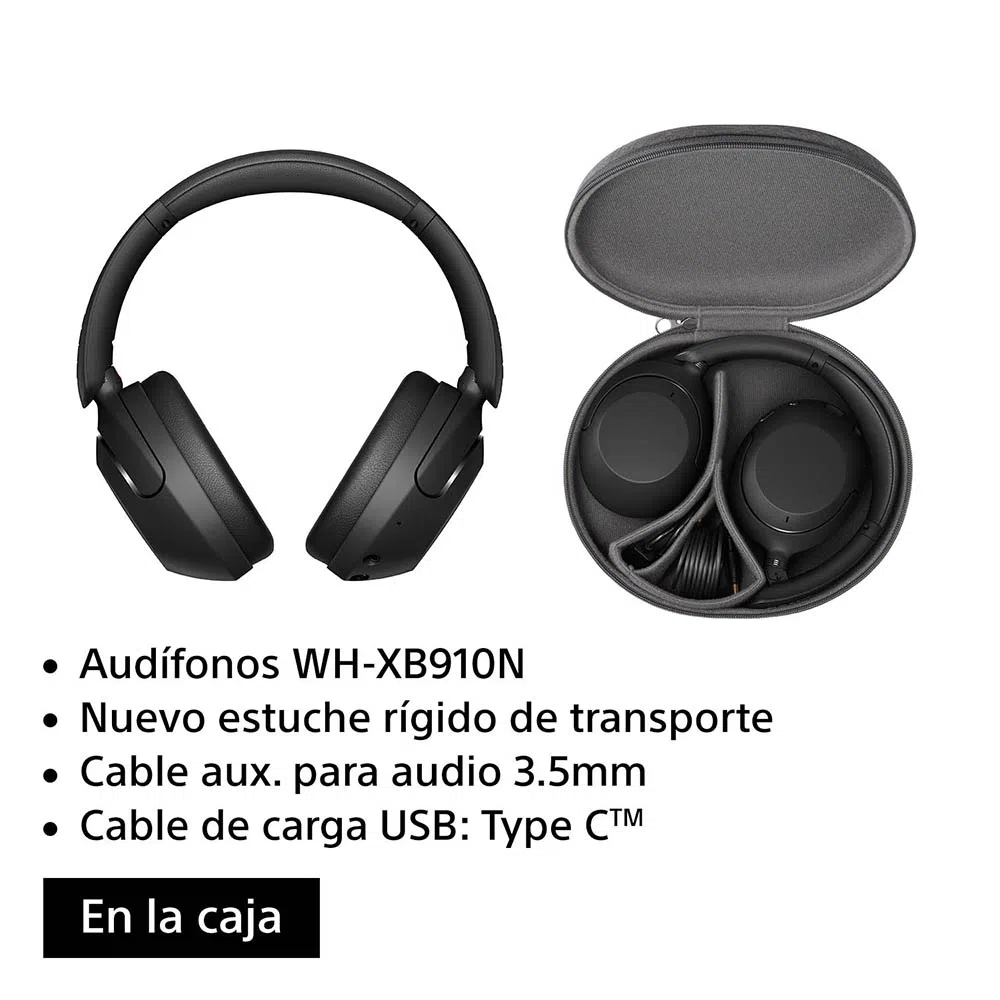 • Audífonos WH-XB910N
• Nuevo estuche rígido de transporte
• Cable aux. para audio 3.5mm
• Cable de carga USB: Type C™
En la caja